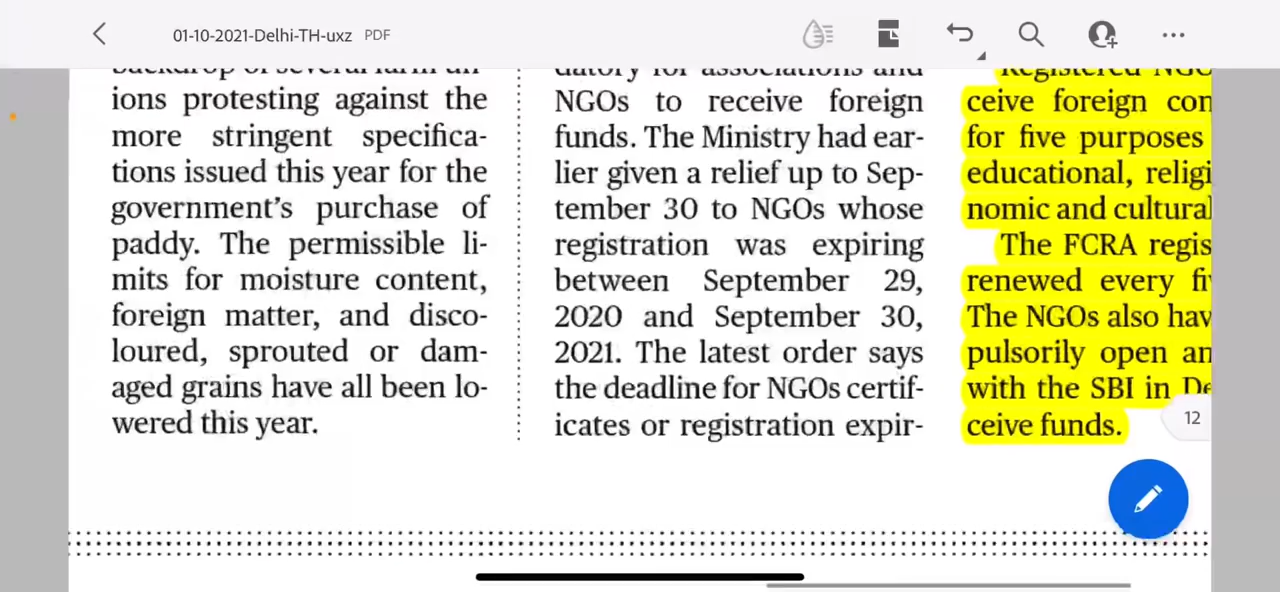 01-10-2021-Delhi-TH-uxz PDF
ions protesting against the
more stringent specifica-
tions issued this year for the
government's purchase of
paddy. The permissible li-
mits for moisture content,
foreign matter, and disco-
loured, sprouted or dam-
aged grains have all been lo-
wered this year.
datory for associations and
NGOs to receive foreign
funds. The Ministry had ear-
lier given a relief up to Sep-
tember 30 to NGOs whose
registration was expiring
between September 29,
2020 and September 30,
2021. The latest order says
the deadline for NGOs certif-
icates or registration expir-
Registered NGO
ceive foreign con
for five purposes
educational, religi
nomic and cultural
The FCRA regis
renewed every fi
The NGOs also hav
pulsorily open an
with the SBI in De
ceive funds.
12